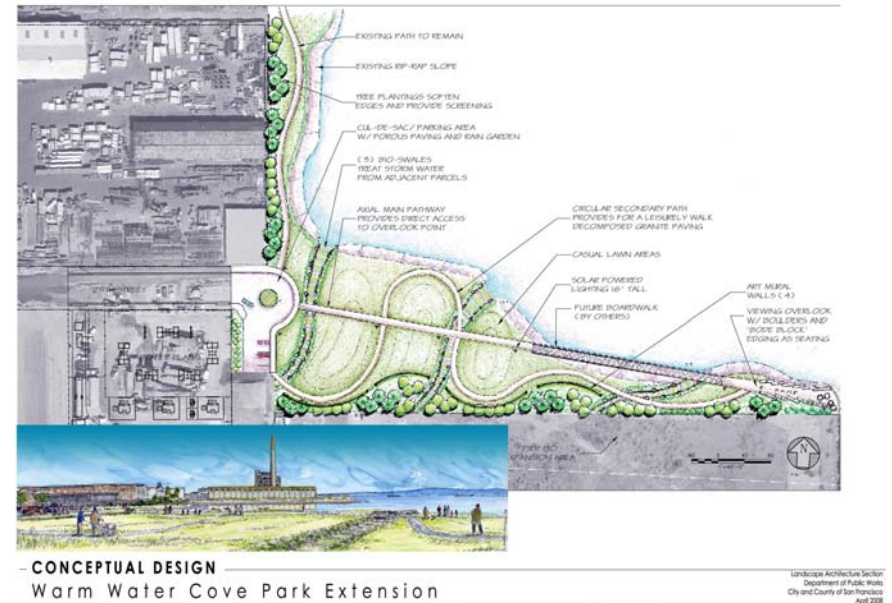 EXISTING PATH TO REMAIN
EXISTING RIP-RAP SLOPE
TREE PLANTINGS SOFTEN
EDGES AND PROVIDE SCREENING
CUL-DE-SAC/ PARKING AREA
W/ POROUS PAVING AND RAIN GARDEN
(3) BIO-SWALES
TREAT STORM WATER
FROM ADJACENT PARCELS
AXIAL MAIN PATHWAY
PROVIDES DIRECT ACCESS
TO OVERLOOK POINT
CIRCULAR SECONDARY PATH
PROVIDES FOR A LEISURELY WALK
DECOMPOSED GRANITE PAVING
CASUAL LAWN AREAS
SOLAR POWERED
LIGHTING 16' TALL
FUTURE BOARDWALK
(BY OTHERS)
ART MURAL
WALLS (4)
VIEWING OVERLOOK
W/ BOULDERS AND
EDGING AS SEATING
EXPANSION AREA
N
CONCEPTUAL DESIGN
Warm Water Cove Park Extension
Landscape Architecture Section
Department of Public Works
City and County of San Francisco
April 2008